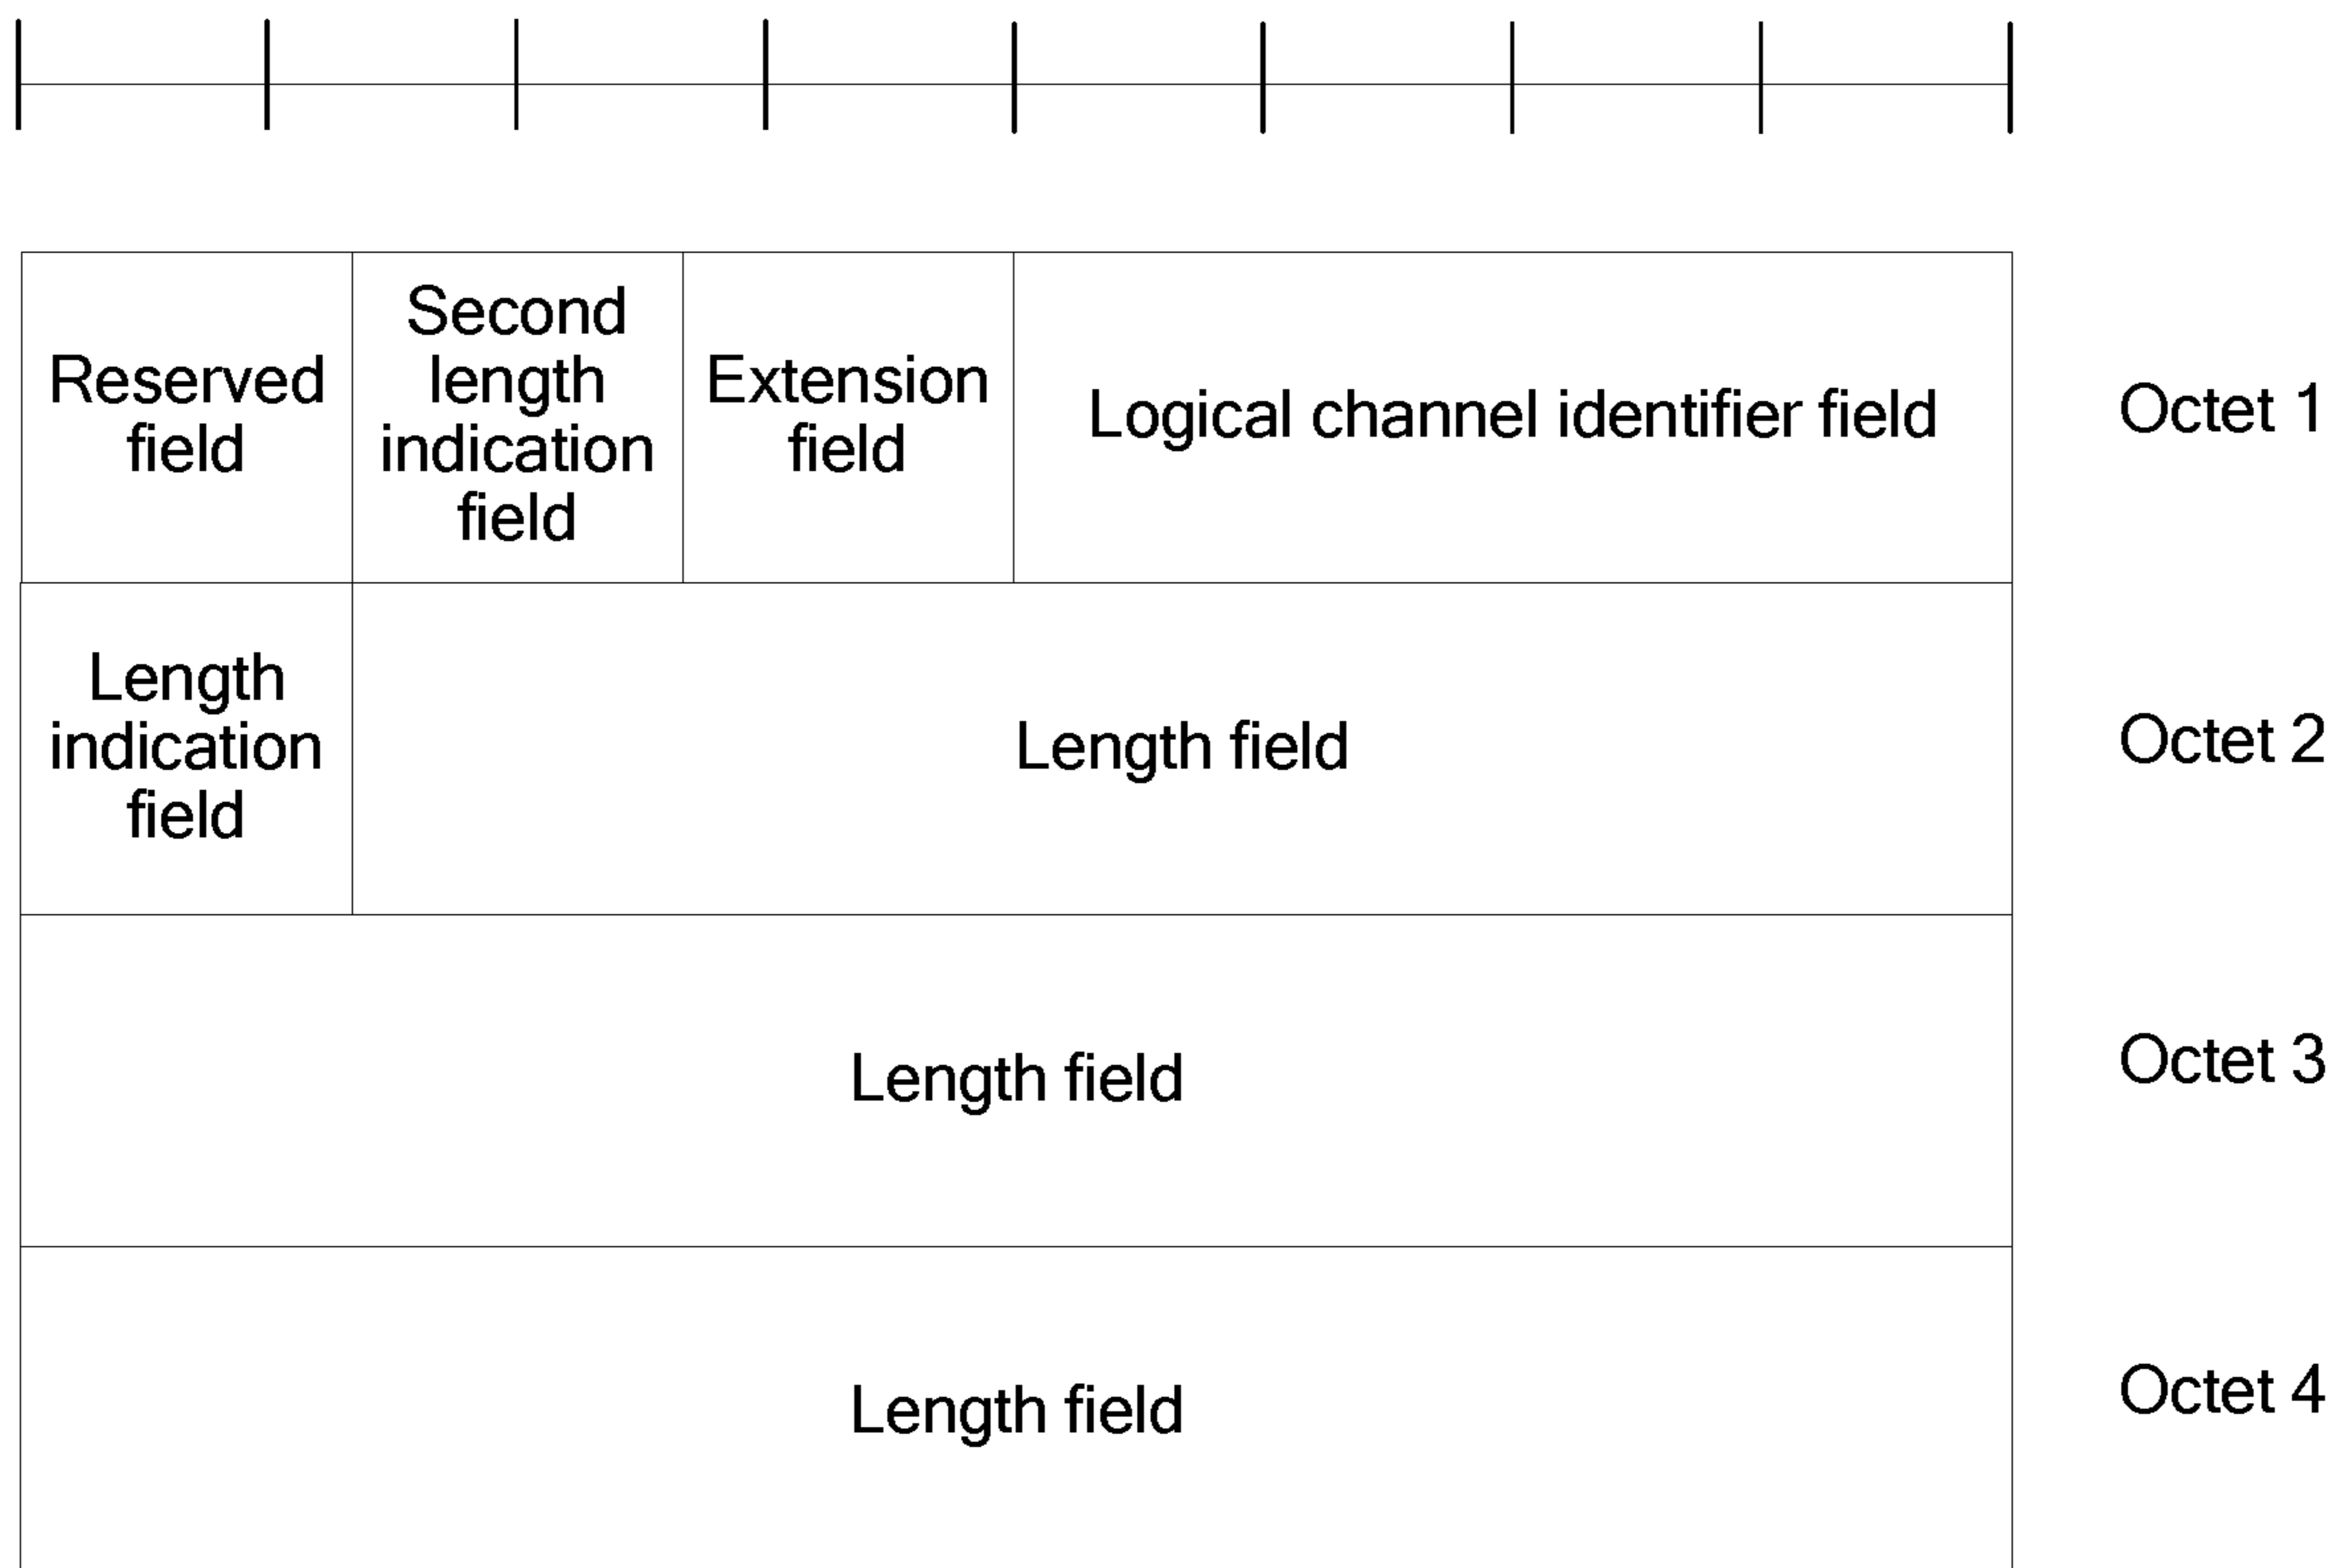 Reserved
field
Second
length
indication
field
Extension
field
Logical channel identifier field
Octet 1
Length
indication
field
Length field
Octet 2
Length field
Octet 3
Length field
Octet 4